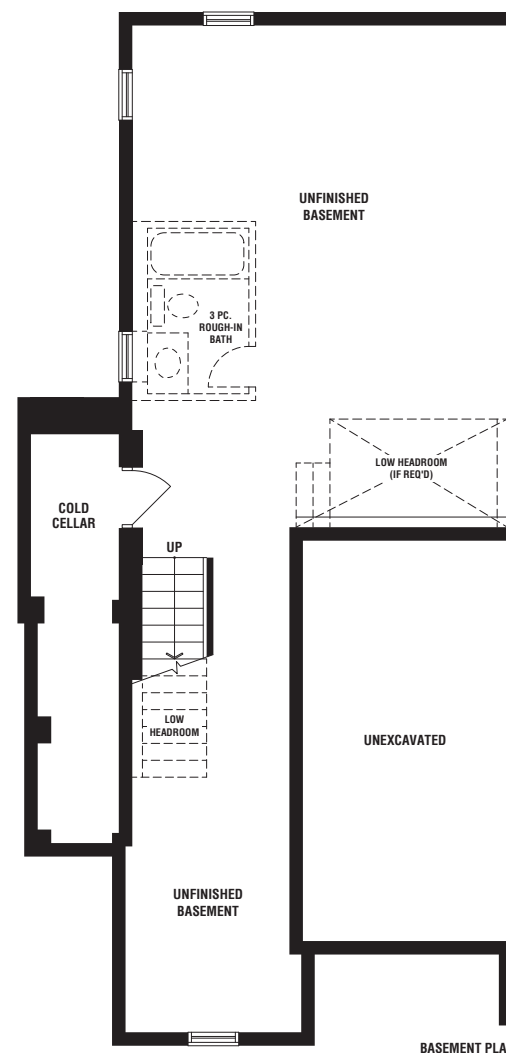 UNFINISHED
BASEMENT
3 PC.
ROUGH-IN
BATH
LOW HEADROOM
(IF REQ'D)
COLD
CELLAR
UP
LOW
HEADROOM
UNEXCAVATED
UNFINISHED
BASEMENT
BASEMENT PLA